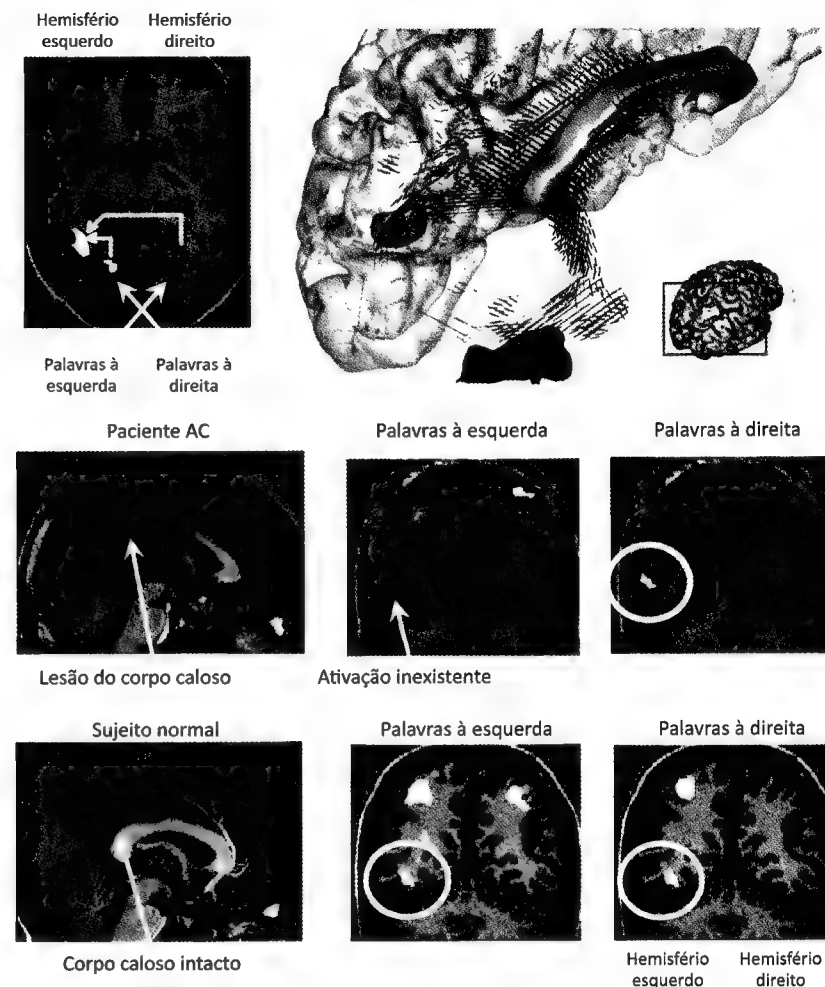 Hemisfério Hemisfério
esquerdo direito
Palavras à Palavras à
esquerda direita
Paciente AC
Palavras à esquerda
Palavras à direita
Lesão do corpo caloso
Ativação inexistente
Sujeito normal
Palavras à esquerda
Palavras à direita
Corpo caloso intacto
Hemisfério Hemisfério
esquerdo direito